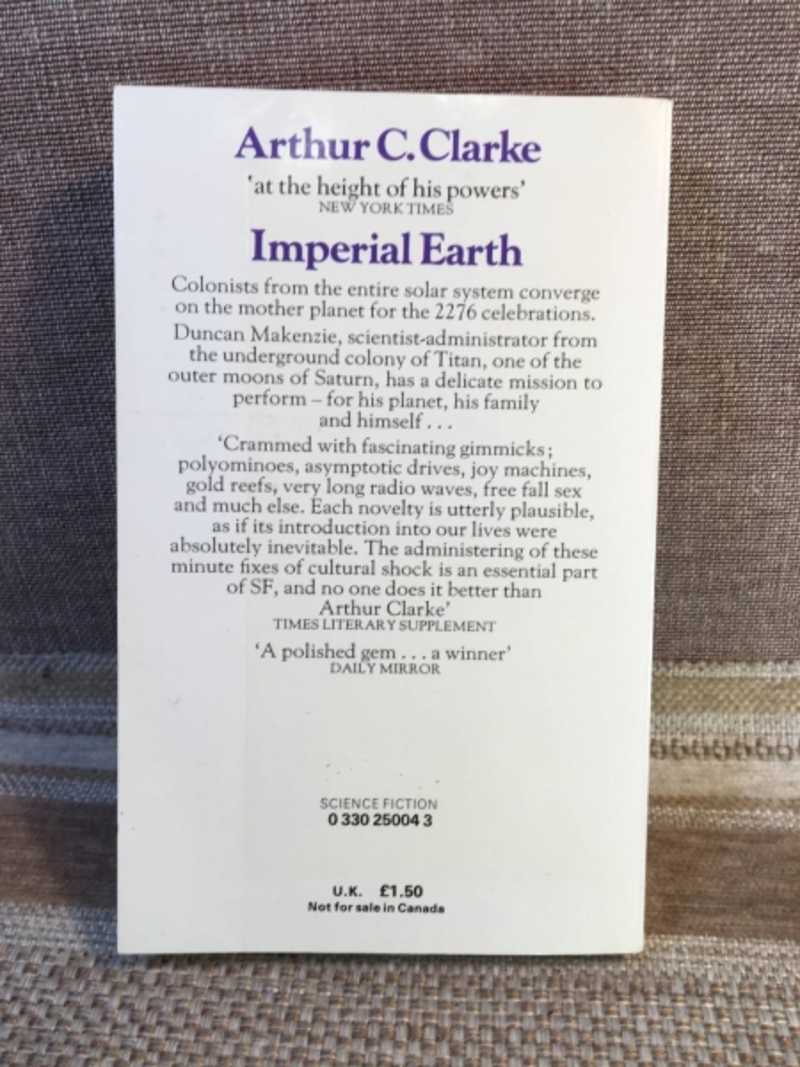 Arthur C. Clarke
‘at the height of his powers’
NEW YORK TIMES
Imperial Earth
Colonists from the entire solar system converge
on the mother planet for the 2276 celebrations.
Duncan Makenzie, scientist-administrator from
the underground colony of Titan, one of the
outer moons of Saturn, has a delicate mission to
perform – for his planet, his family
and himself . . .
‘Crammed with fascinating gimmicks;
polyominoes, asymptotic drives, joy machines,
gold reefs, very long radio waves, free fall sex
and much else. Each novelty is utterly plausible,
as if its introduction into our lives were
absolutely inevitable. The administering of these
minute fixes of cultural shock is an essential part
of SF, and no one does it better than
Arthur Clarke’
TIMES LITERARY SUPPLEMENT
‘A polished gem . . . a winner’
DAILY MIRROR
SCIENCE FICTION
0 330 25004 3
U.K. £1.50
Not for sale in Canada